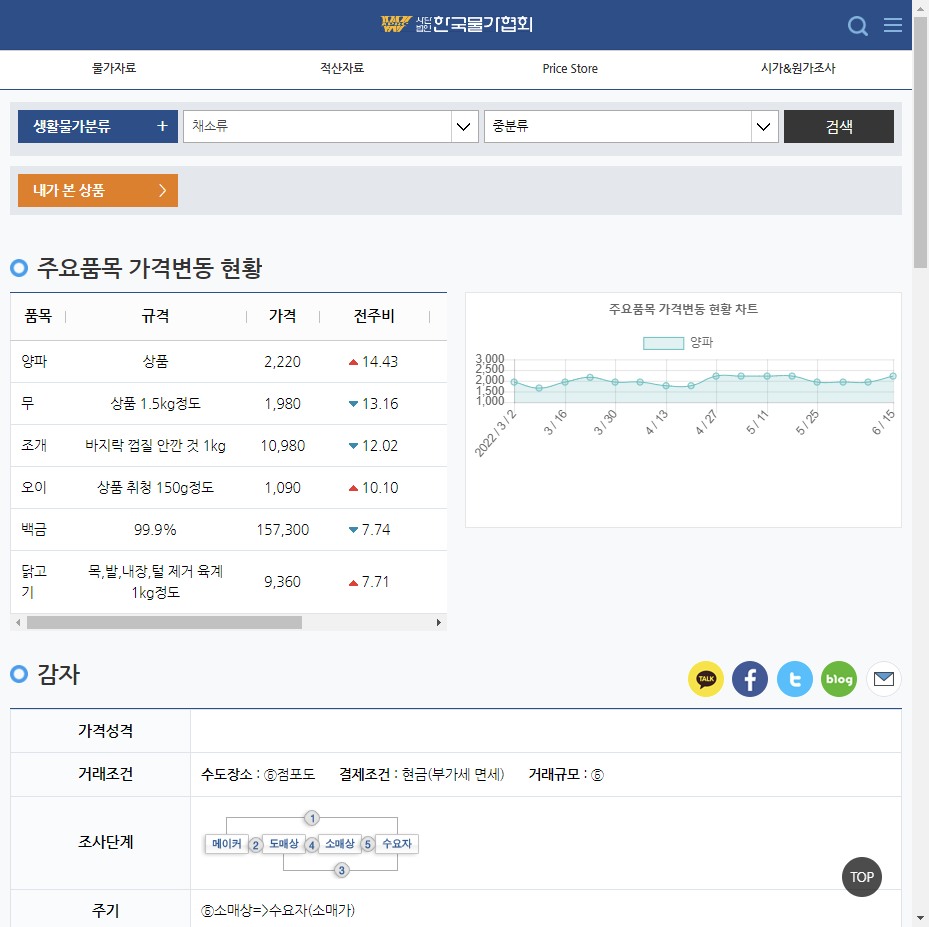 사단법인 한국물가협회
물가자료 적산자료 Price Store 시가&원가조사
생활물가분류 + 채소류 중분류 검색
내가 본 상품 >
주요품목 가격변동 현황
품목 규격 가격 전주비
양파 상품 2,220 ▲14.43
무 상품 1.5kg정도 1,980 ▼13.16
조개 바지락 껍질 안깐 것 1kg 10,980 ▼12.02
오이 상품 취청 150g정도 1,090 ▲10.10
백금 99.9% 157,300 ▼7.74
닭고기 목,발,내장,털 제거 육계 1kg정도 9,360 ▲7.71
주요품목 가격변동 현황 차트
양파
3,000
2,500
2,000
1,500
1,000
2022 / 3 / 2 3 / 16 3 / 30 4 / 13 4 / 27 5 / 11 5 / 25 6 / 15
감자
TALK f t blog
가격성격
거래조건 수도장소 : ⓔ점포도 결제조건 : 현금(부가세 면세) 거래규모 : ⓔ
조사단계
1
메이커 2 도매상 4 소매상 5 수요자
3
TOP
주기 ⓔ소매상=>수요자(소매가)